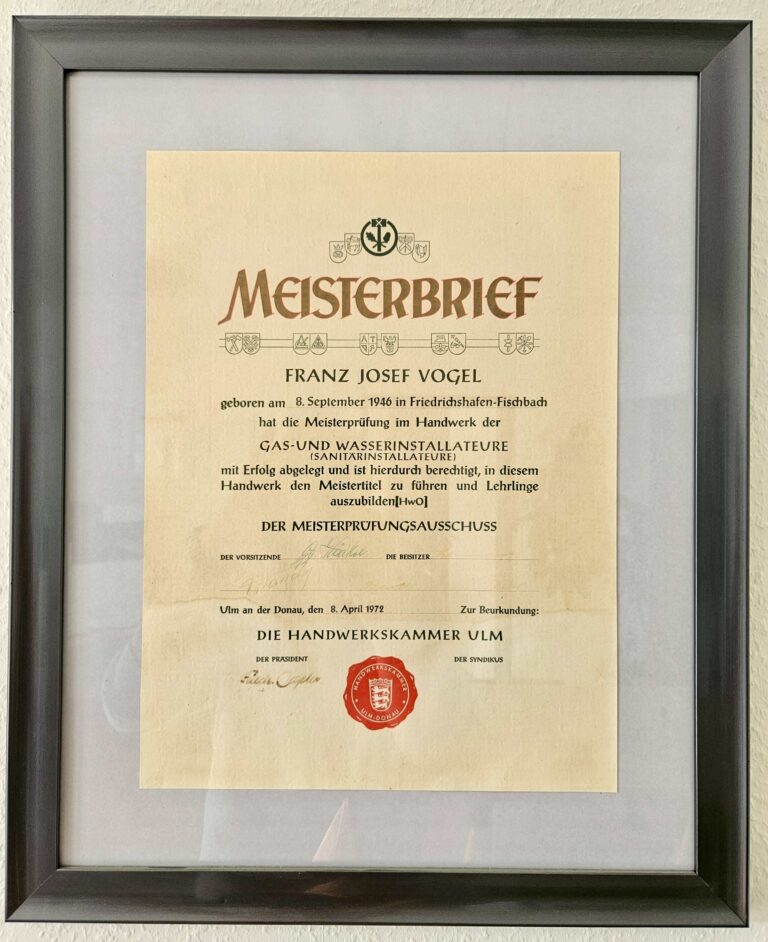 MEISTERBRIEF
FRANZ JOSEF VOGEL
geboren am 8. September 1946 in Friedrichshafen-Fischbach
hat die Meisterprüfung im Handwerk der
GAS-UND WASSERINSTALLATEURE
(SANITÄRINSTALLATEURE)
mit Erfolg abgelegt und ist hierdurch berechtigt, in diesem
Handwerk den Meistertitel zu führen und Lehrlinge
auszubilden[HwO]
DER MEISTERPRÜFUNGSAUSSCHUSS
DER VORSITZENDE DIE BEISITZER
Ulm an der Donau, den 8. April 1972 Zur Beurkundung:
DIE HANDWERKSKAMMER ULM
DER PRÄSIDENT DER SYNDIKUS
HANDWERKSKAMMER
ULM-DONAU